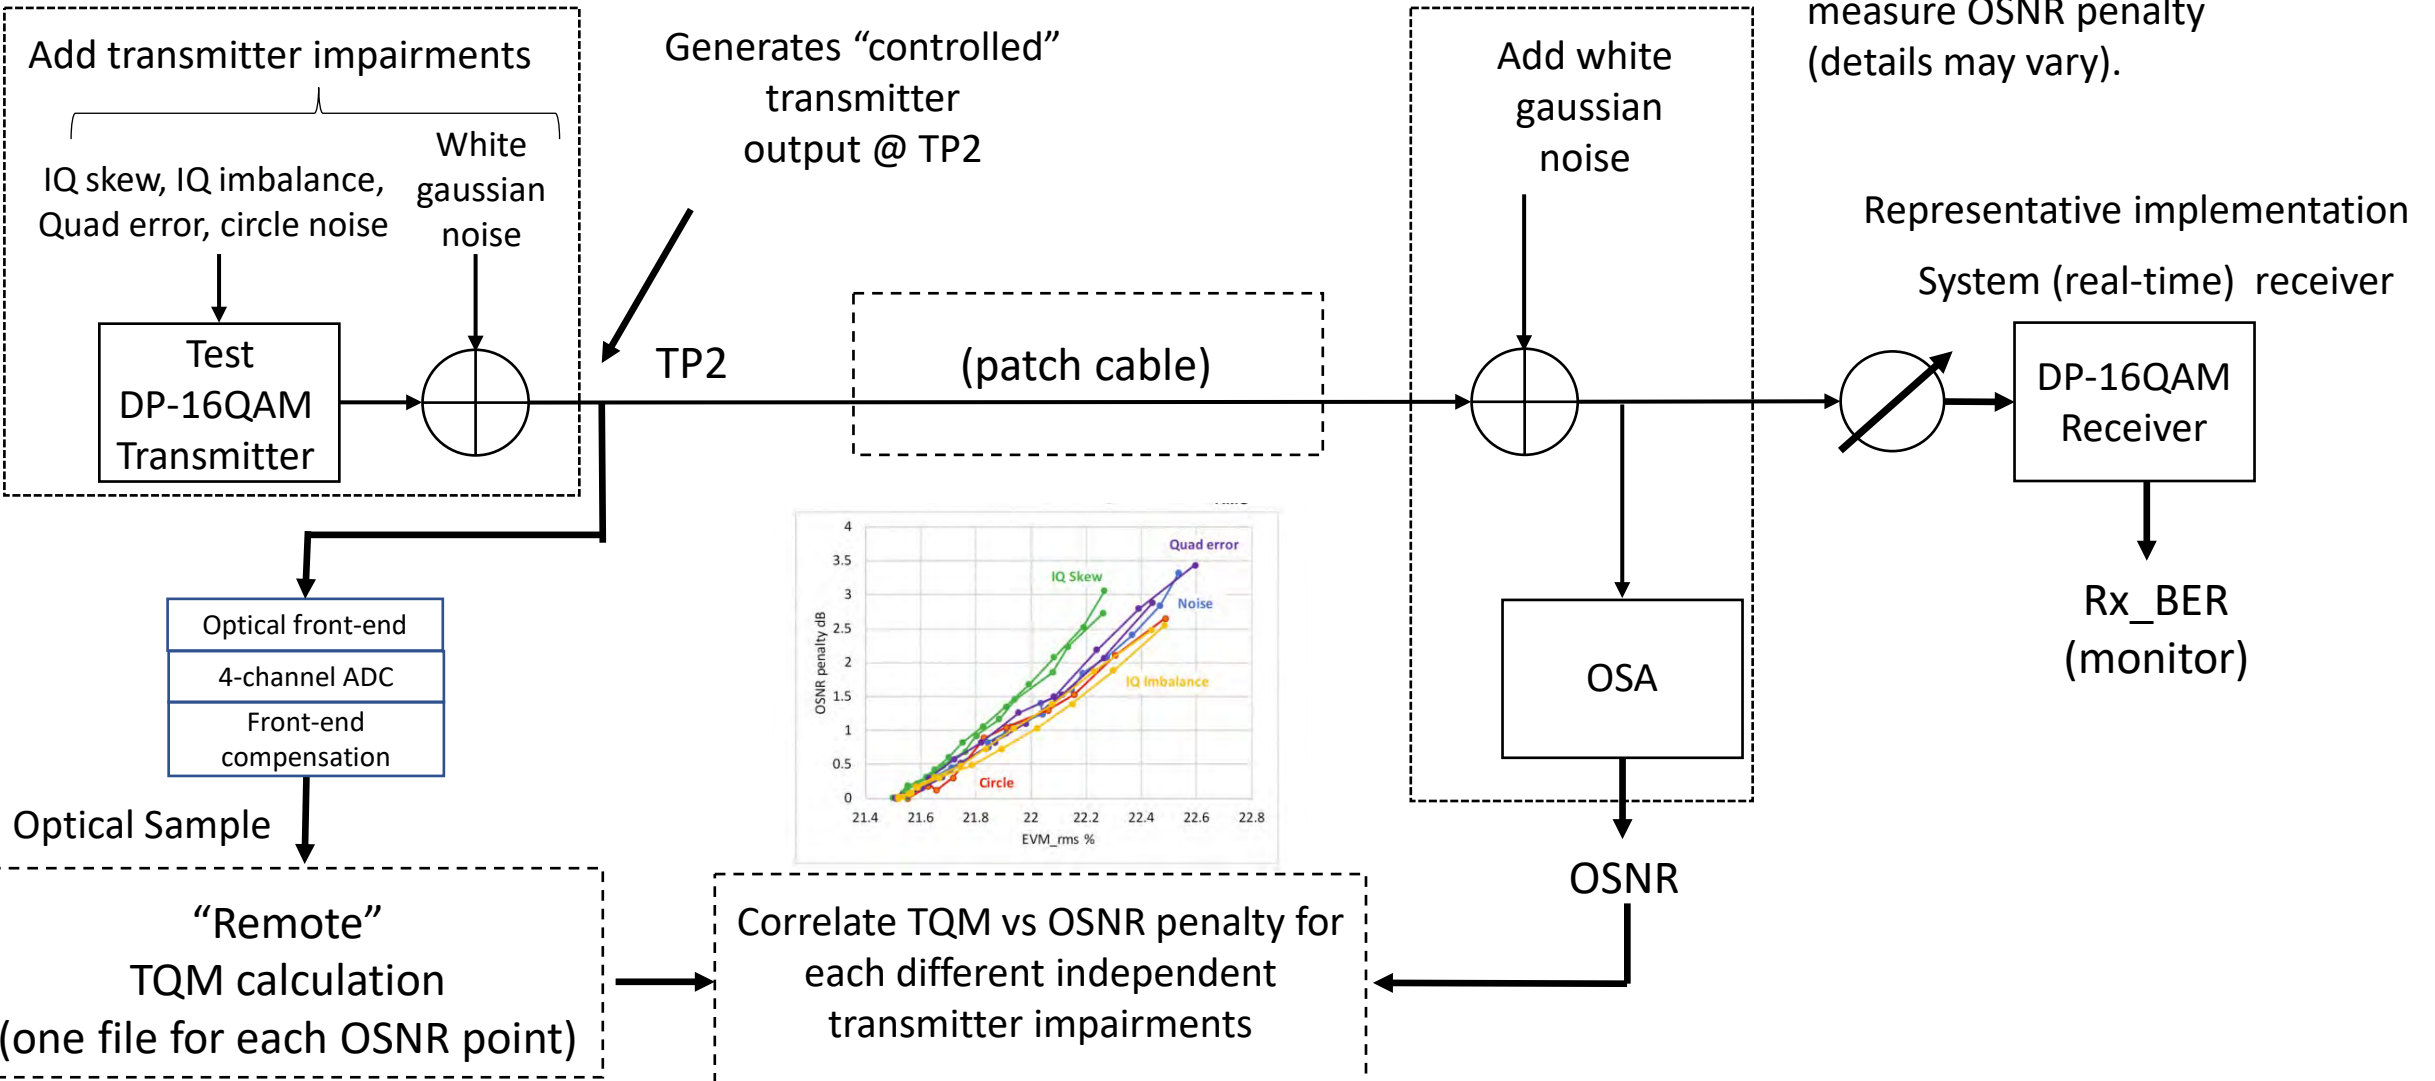 measure OSNR penalty
(details may vary).
Add transmitter impairments
IQ skew, IQ imbalance,
Quad error, circle noise
White
gaussian
noise
Generates “controlled”
transmitter
output @ TP2
Add white
gaussian
noise
Representative implementation
System (real-time) receiver
Test
DP-16QAM
Transmitter
TP2
(patch cable)
DP-16QAM
Receiver
Rx_BER
(monitor)
OSA
OSNR
Optical front-end
4-channel ADC
Front-end
compensation
Optical Sample
“Remote”
TQM calculation
(one file for each OSNR point)
OSNR penalty dB
4
3.5
3
2.5
2
1.5
1
0.5
0
Quad error
IQ Skew
Noise
IQ Imbalance
Circle
21.4 21.6 21.8 22 22.2 22.4 22.6 22.8
EVM_rms %
Correlate TQM vs OSNR penalty for
each different independent
transmitter impairments